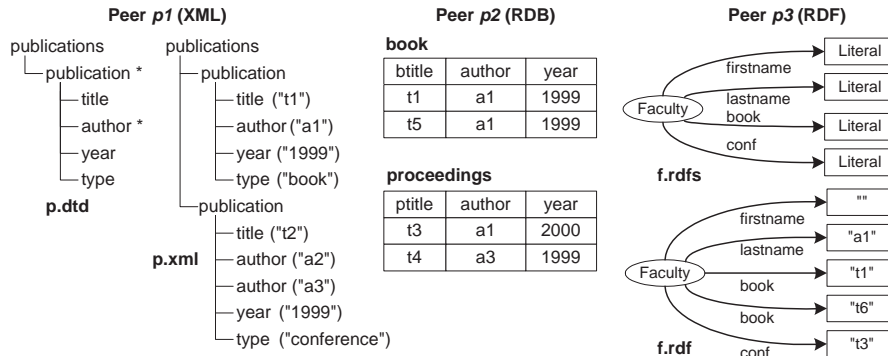 Peer p1 (XML)
publications
publication *
title
author *
year
type
p.dtd
publications
publication
title ("t1")
author ("a1")
year ("1999")
type ("book")
publication
title ("t2")
author ("a2")
author ("a3")
year ("1999")
type ("conference")
p.xml
Peer p2 (RDB)
book
btitle author year
t1 a1 1999
t5 a1 1999
proceedings
ptitle author year
t3 a1 2000
t4 a3 1999
Peer p3 (RDF)
Faculty
firstname
Literal
lastname
Literal
book
Literal
conf
Literal
f.rdfs
Faculty
firstname
""
lastname
"a1"
book
"t1"
book
"t6"
conf
"t3"
f.rdf